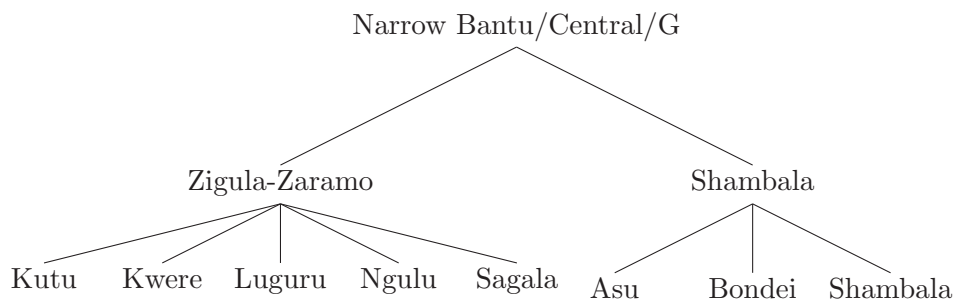 Narrow Bantu/Central/G
Zigula-Zaramo Shambala
Kutu Kwere Luguru Ngulu Sagala Asu Bondei Shambala